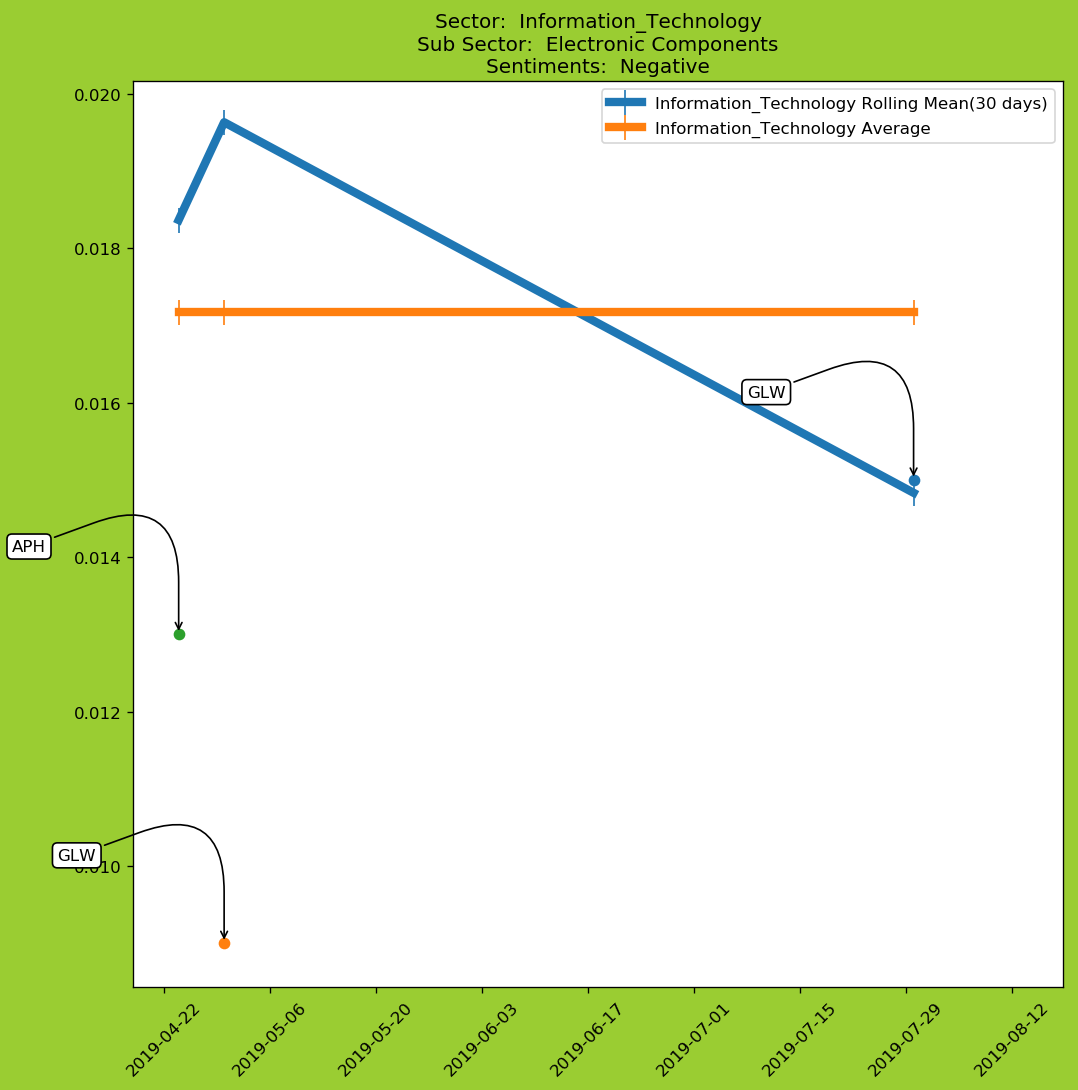 Sector:  Information_Technology
Sub Sector:  Electronic Components
Sentiments:  Negative
Information_Technology Rolling Mean(30 days)
Information_Technology Average
0.020
0.018
0.016
0.014
0.012
GLW
APH
GLW
2019-04-22
2019-05-06
2019-05-20
2019-06-03
2019-06-17
2019-07-01
2019-07-15
2019-07-29
2019-08-12